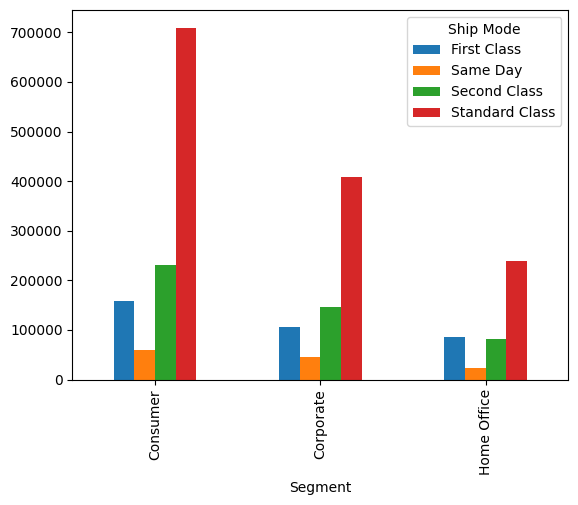 700000
600000
500000
400000
300000
200000
100000
0
Ship Mode
First Class
Same Day
Second Class
Standard Class
Consumer
Corporate
Home Office
Segment